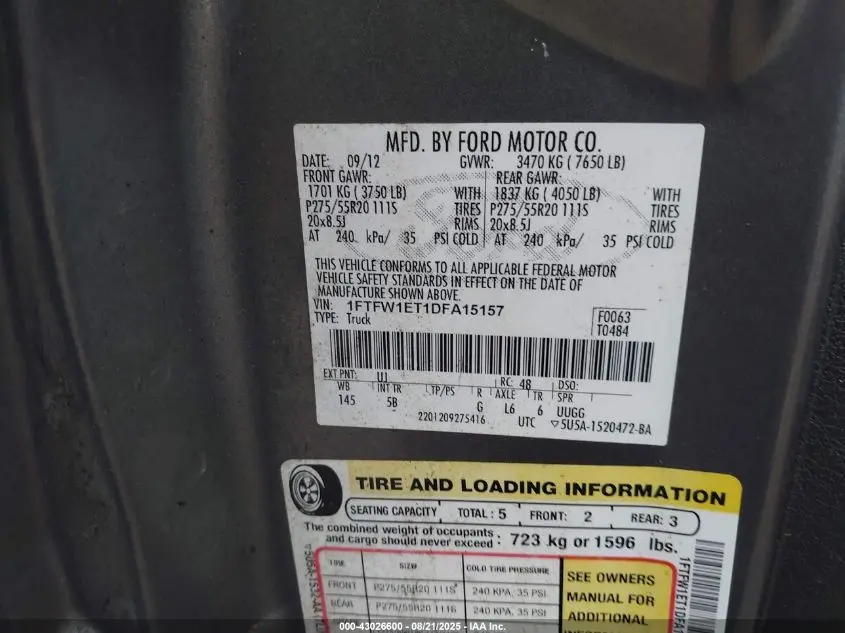 MFD. BY FORD MOTOR CO.
DATE: 09/12 GVWR: 3470 KG ( 7650 LB)
FRONT GAWR: REAR GAWR:
1701 KG ( 3750 LB) WITH 1837 KG ( 4050 LB) WITH
P275/55R20 111S TIRES P275/55R20 111S TIRES
20x8.5J RIMS 20x8.5J RIMS
AT 240 kPa/ 35 PSI COLD AT 240 kPa/ 35 PSI COLD
THIS VEHICLE CONFORMS TO ALL APPLICABLE FEDERAL MOTOR
VEHICLE SAFETY STANDARDS IN EFFECT ON THE DATE OF
MANUFACTURE SHOWN ABOVE.
VIN: 1FTFW1ET1DFA15157
TYPE: Truck
F0063
T0484
EXT PNT: UJ RC: 48 DSO:
WB INT TR TP/PS R AXLE TR SPR
145 5B G L6 6 UUGG
2201209275416 UTC ▽5U5A-1520472-BA
TIRE AND LOADING INFORMATION
SEATING CAPACITY TOTAL: 5 FRONT: 2 REAR: 3
The combined weight of occupants
and cargo should never exceed : 723 kg or 1596 lbs.
TIRE SIZE COLD TIRE PRESSURE
FRONT P275/55R20 111S 240 KPA, 35 PSI
REAR P275/55R20 111S 240 KPA, 35 PSI
SEE OWNERS
MANUAL FOR
ADDITIONAL
1FTFW1ET1DFA
000-43026600 - 08/21/2025 - 000000